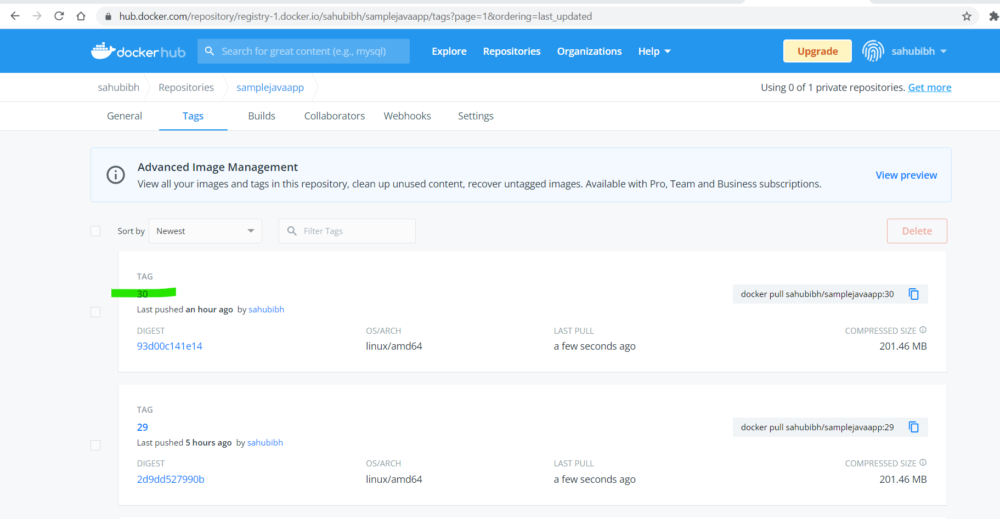 hub.docker.com/repository/registry-1.docker.io/sahubibh/samplejavaapp/tags?page=1&ordering=last_updated
docker hub Search for great content (e.g., mysql) Explore Repositories Organizations Help Upgrade sahubibh
sahubibh Repositories samplejavaapp Using 0 of 1 private repositories. Get more
General Tags Builds Collaborators Webhooks Settings
Advanced Image Management
View all your images and tags in this repository, clean up unused content, recover untagged images. Available with Pro, Team and Business subscriptions.
View preview
Sort by Newest Filter Tags Delete
TAG
30 docker pull sahubibh/samplejavaapp:30
Last pushed an hour ago by sahubibh
DIGEST OS/ARCH LAST PULL COMPRESSED SIZE
93d00c141e14 linux/amd64 a few seconds ago 201.46 MB
TAG
29 docker pull sahubibh/samplejavaapp:29
Last pushed 5 hours ago by sahubibh
DIGEST OS/ARCH LAST PULL COMPRESSED SIZE
2d9dd527990b linux/amd64 a few seconds ago 201.46 MB